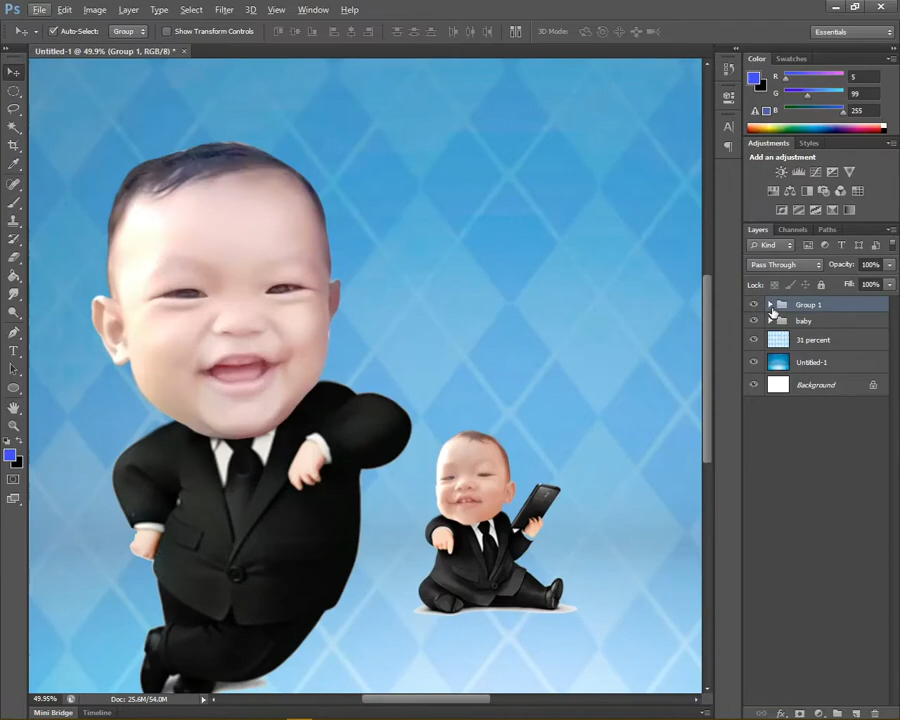 Ps File Edit Image Layer Type Select Filter 3D View Window Help
Auto-Select: Group Show Transform Controls 3D Mode: Essentials
Untitled-1 @ 49.9% (Group 1, RGB/8) * ×
Color Swatches
R 5
G 99
B 255
Adjustments Styles
Add an adjustment
Layers Channels Paths
Kind
Pass Through Opacity: 100%
Lock: Fill: 100%
Group 1
baby
31 percent
Untitled-1
Background
49.95% Doc: 25.6M/54.0M
Mini Bridge Timeline